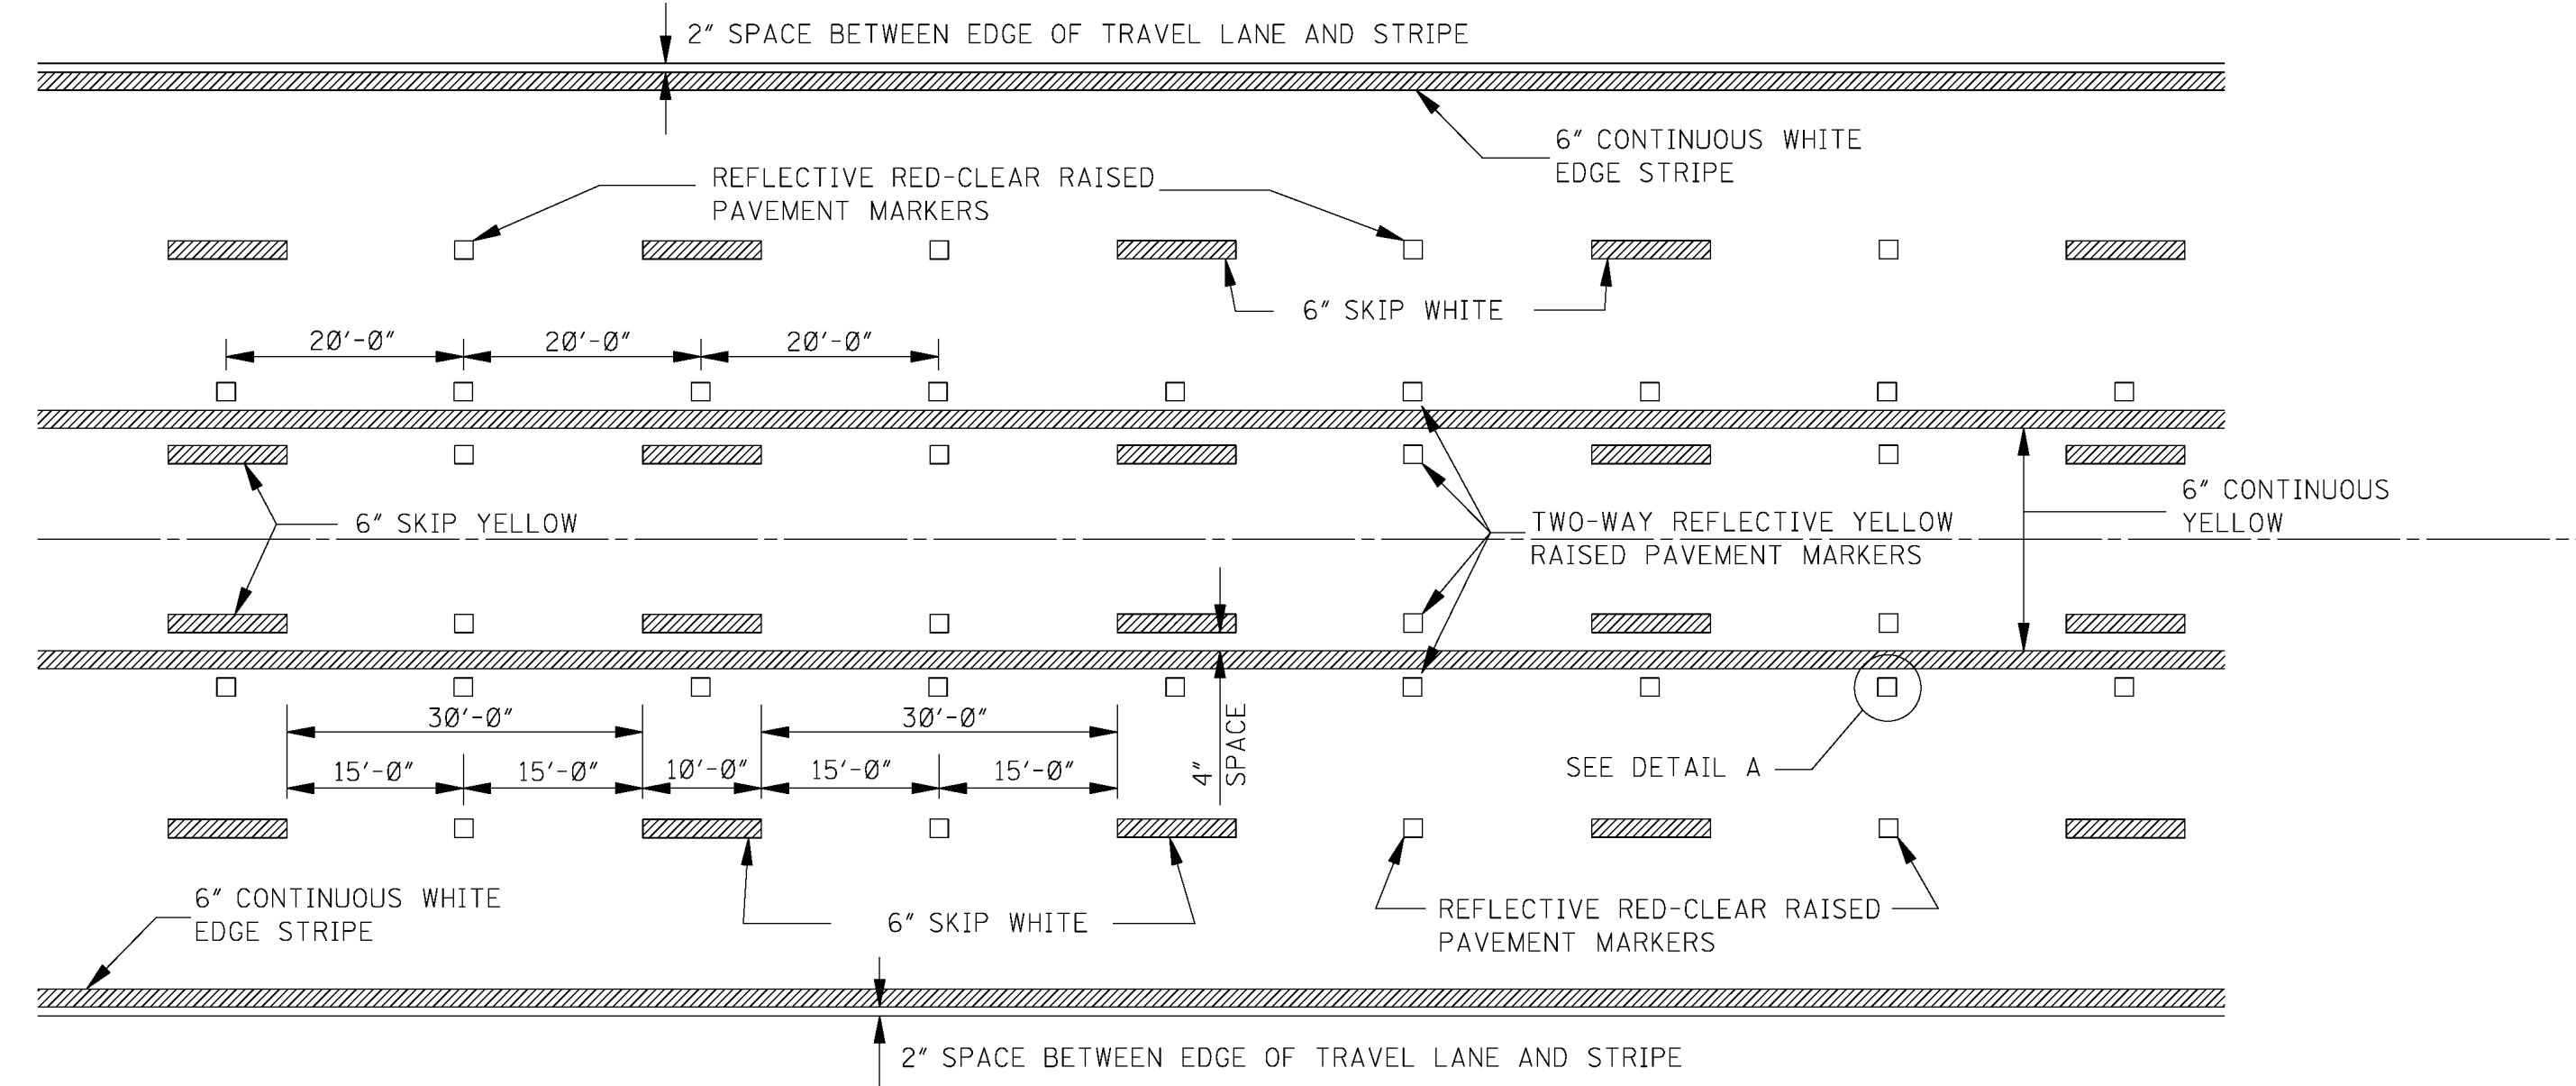 2" SPACE BETWEEN EDGE OF TRAVEL LANE AND STRIPE
6" CONTINUOUS WHITE
EDGE STRIPE
REFLECTIVE RED-CLEAR RAISED
PAVEMENT MARKERS
6" SKIP WHITE
20'-0" 20'-0" 20'-0"
6" CONTINUOUS
YELLOW
6" SKIP YELLOW
TWO-WAY REFLECTIVE YELLOW
RAISED PAVEMENT MARKERS
30'-0" 30'-0"
15'-0" 15'-0" 10'-0" 15'-0" 15'-0"
4"
SPACE
SEE DETAIL A
6" CONTINUOUS WHITE
EDGE STRIPE
6" SKIP WHITE
REFLECTIVE RED-CLEAR RAISED
PAVEMENT MARKERS
2" SPACE BETWEEN EDGE OF TRAVEL LANE AND STRIPE